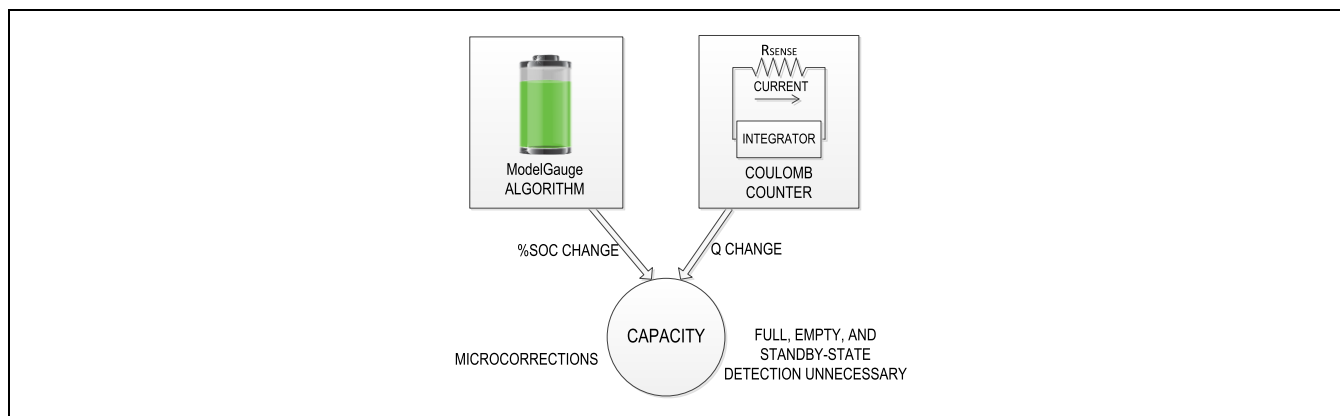 RSENSE
CURRENT
INTEGRATOR
ModelGauge
ALGORITHM
COULOMB
COUNTER
%SOC CHANGE
Q CHANGE
CAPACITY
MICROCORRECTIONS
FULL, EMPTY, AND
STANDBY-STATE
DETECTION UNNECESSARY